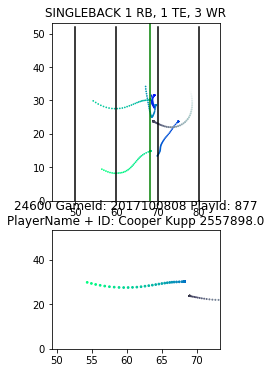 SINGLEBACK 1 RB, 1 TE, 3 WR
50
40
30
20
10
0
50 60 70 80
24600 GameId: 2017100808 PlayId: 877
PlayerName + ID: Cooper Kupp 2557898.0
40
20
0
50 55 60 65 70